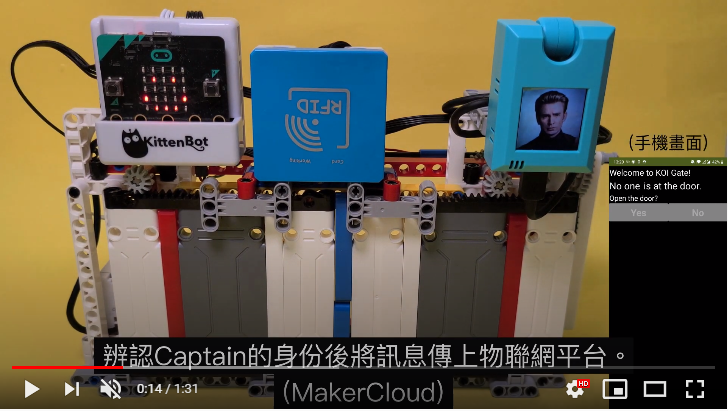 KittenBot
RFID
(手機畫面)
Welcome to KOI Gate!
No one is at the door.
Open the door?
Yes No
辨認Captain的身份後將訊息傳上物聯網平台。
(MakerCloud)
0:14 / 1:31
HD